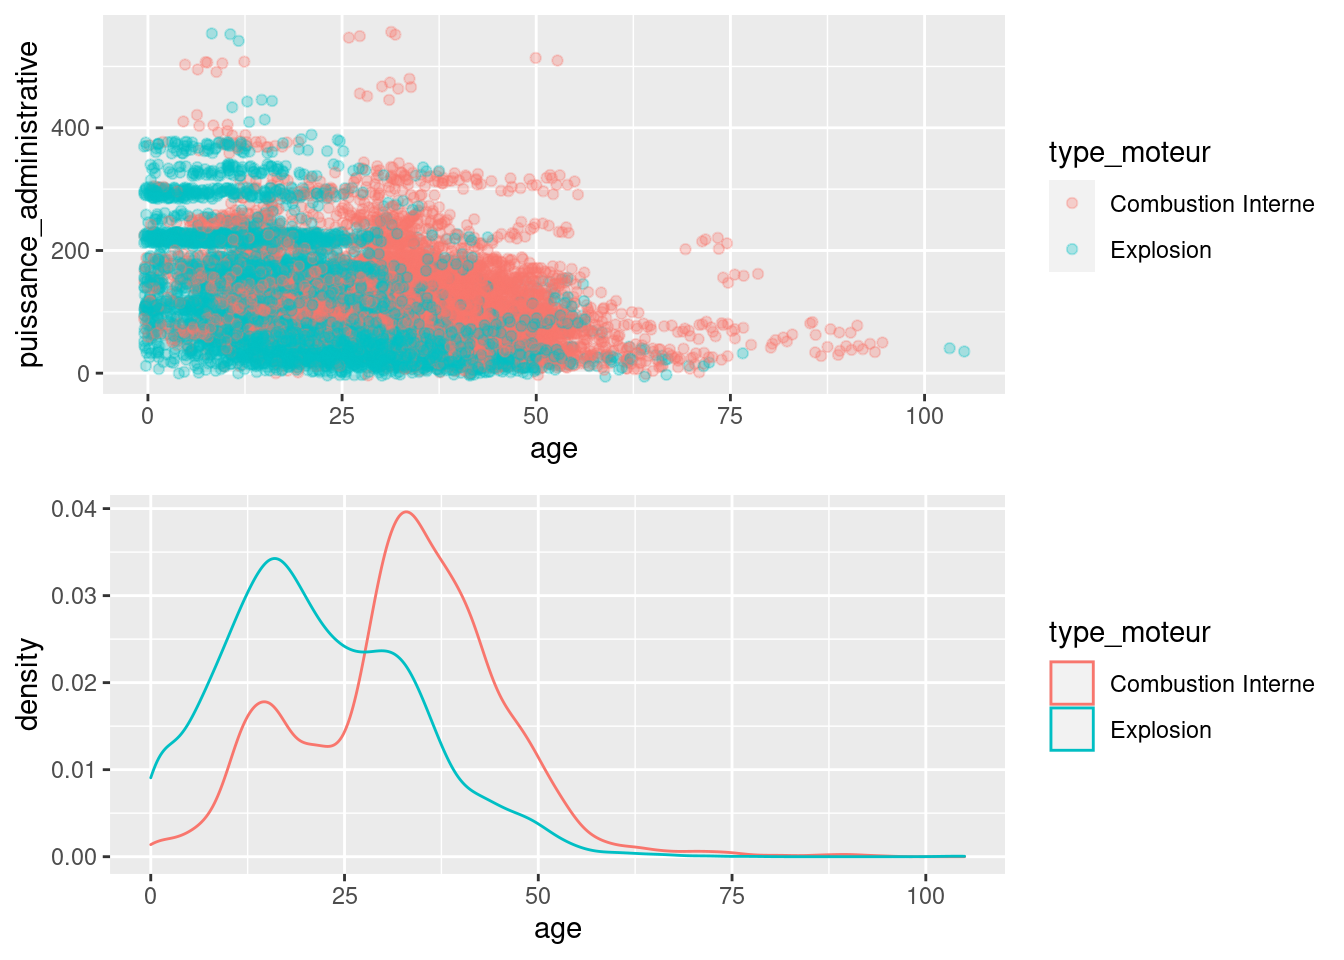 puissance_administrative
400
200
0
0
25
50
75
100
age
type_moteur
Combustion Interne
Explosion
density
0.04
0.03
0.02
0.01
0.00
0
25
50
75
100
age
type_moteur
Combustion Interne
Explosion